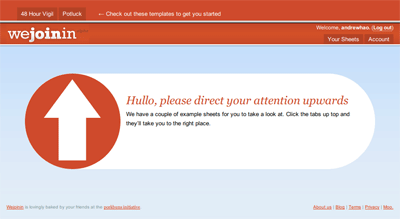 48 Hour Vigil Potluck ← Check out these templates to get you started
Welcome, andrewhao. (Log out)
wejoinin
Your Sheets Account
Hullo, please direct your attention upwards
We have a couple of example sheets for you to take a look at. Click the tabs up top and
they'll take you to the right place.
Wejoinin is lovingly baked by your friends at the
About us | Blog | Terms | Privacy | Misc.